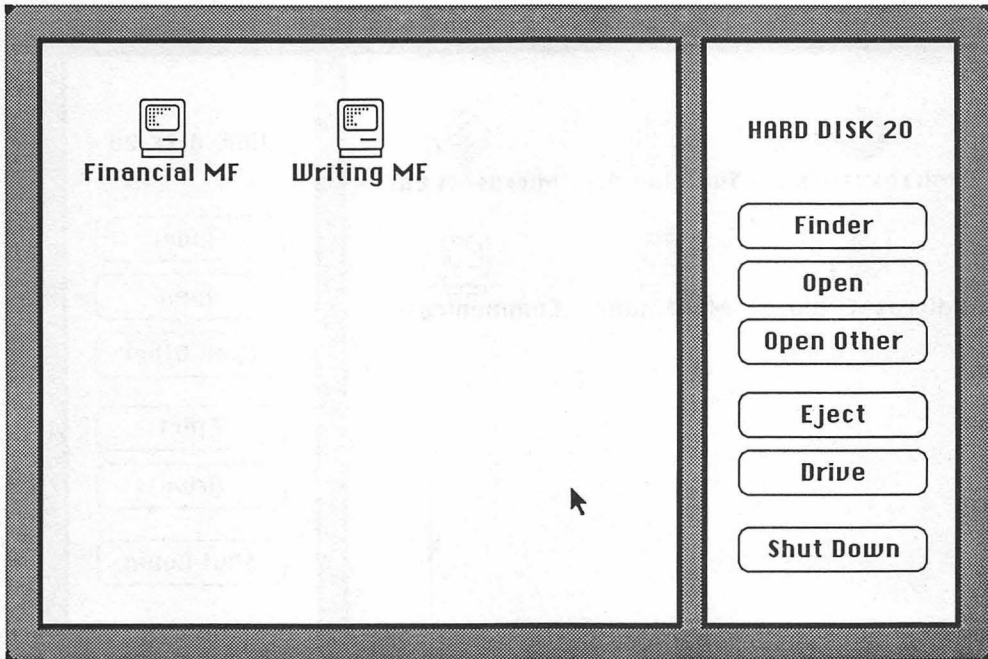 Financial MF
Writing MF
HARD DISK 20
Finder
Open
Open Other
Eject
Drive
Shut Down